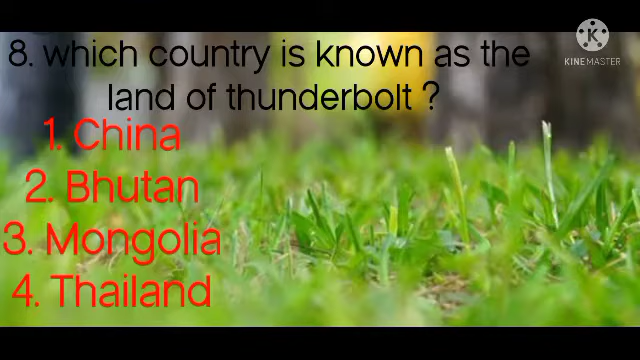 8. which country is known as the
land of thunderbolt ?
1. China
2. Bhutan
3. Mongolia
4. Thailand
K
KINEMASTER